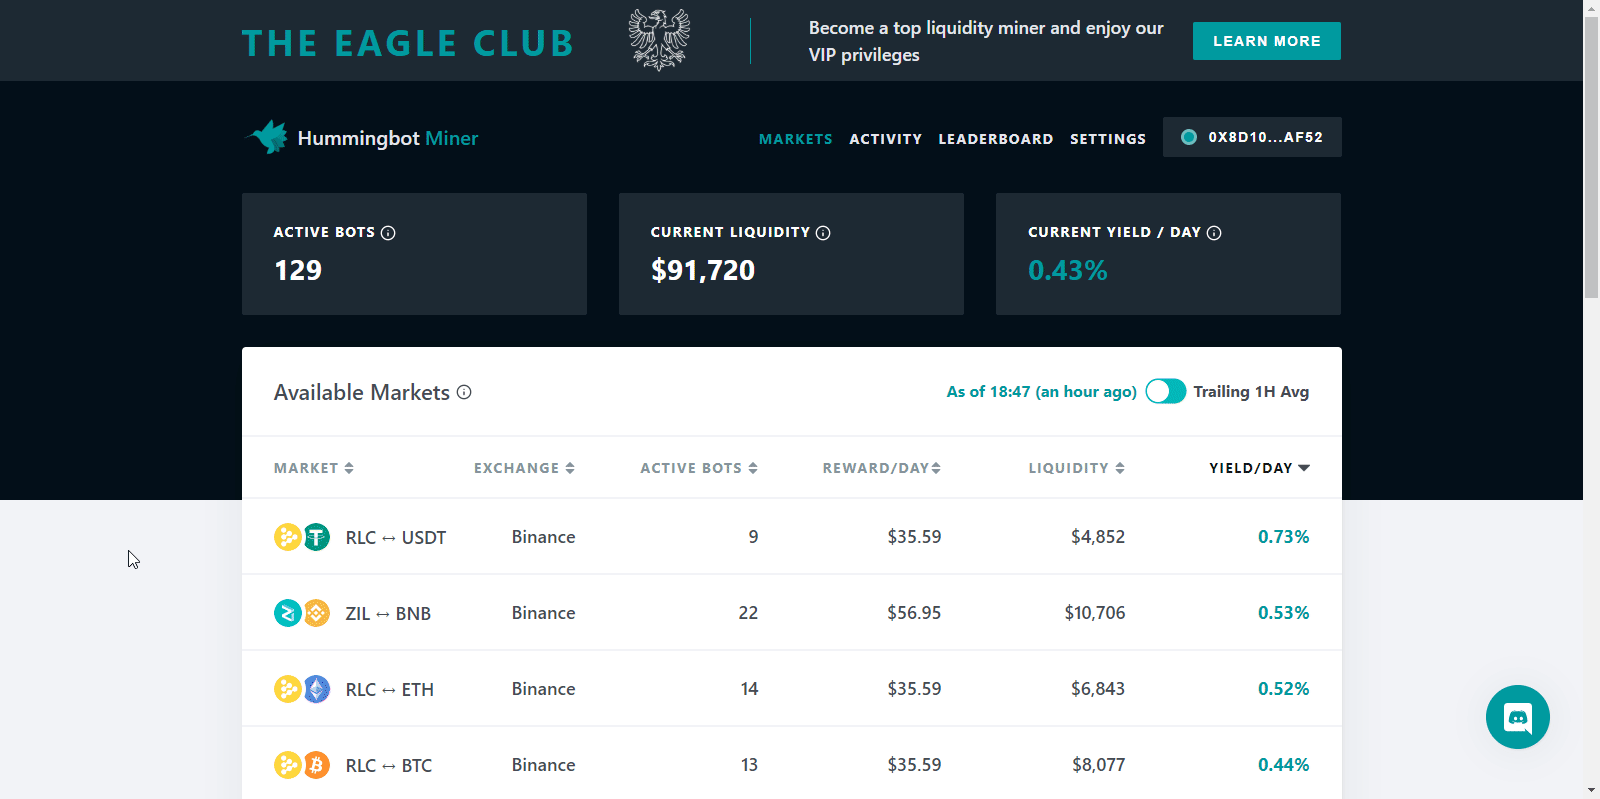 THE EAGLE CLUB
Become a top liquidity miner and enjoy our
VIP privileges
LEARN MORE
Hummingbot Miner
MARKETS ACTIVITY LEADERBOARD SETTINGS 0X8D10...AF52
ACTIVE BOTS
129
CURRENT LIQUIDITY
$91,720
CURRENT YIELD / DAY
0.43%
Available Markets
As of 18:47 (an hour ago) Trailing 1H Avg
MARKET EXCHANGE ACTIVE BOTS REWARD/DAY LIQUIDITY YIELD/DAY
RLC ↔ USDT Binance 9 $35.59 $4,852 0.73%
ZIL ↔ BNB Binance 22 $56.95 $10,706 0.53%
RLC ↔ ETH Binance 14 $35.59 $6,843 0.52%
RLC ↔ BTC Binance 13 $35.59 $8,077 0.44%